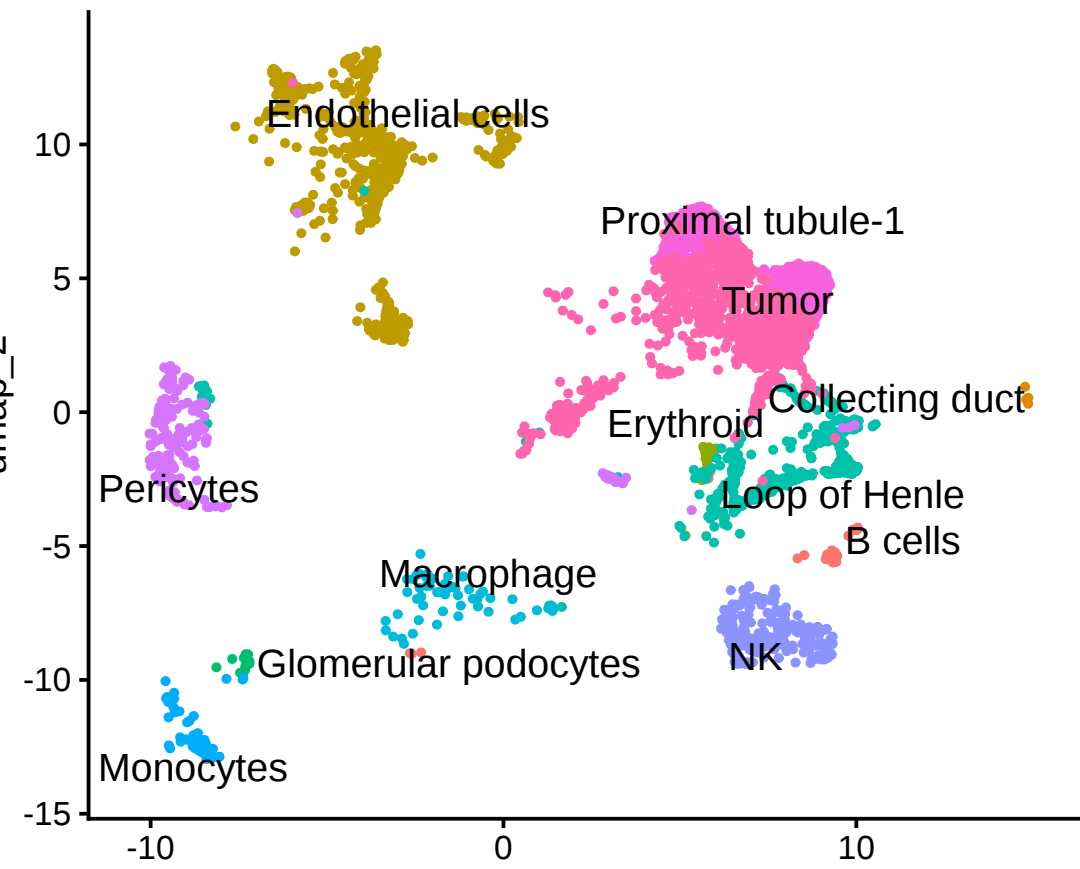 Endothelial cells
10
Proximal tubule-1
5
Tumor
Collecting duct
0
Erythroid
Pericytes
Loop of Henle
B cells
-5
Macrophage
NK
Glomerular podocytes
-10
Monocytes
-15
-10 0 10